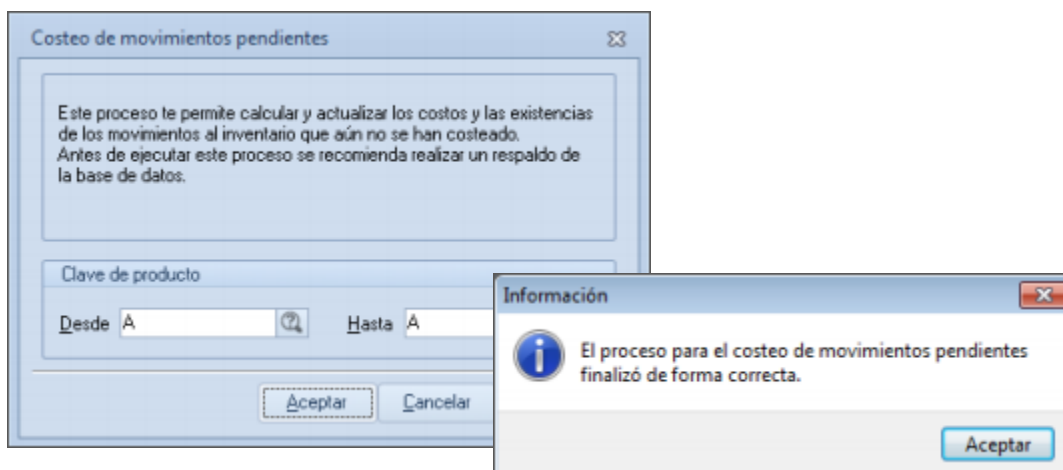 Costeo de movimientos pendientes
Este proceso te permite calcular y actualizar los costos y las existencias
de los movimientos al inventario que aún no se han costeado.
Antes de ejecutar este proceso se recomienda realizar un respaldo de
la base de datos.
Clave de producto
Desde A
Hasta A
Aceptar
Cancelar
Información
El proceso para el costeo de movimientos pendientes
finalizó de forma correcta.
Aceptar